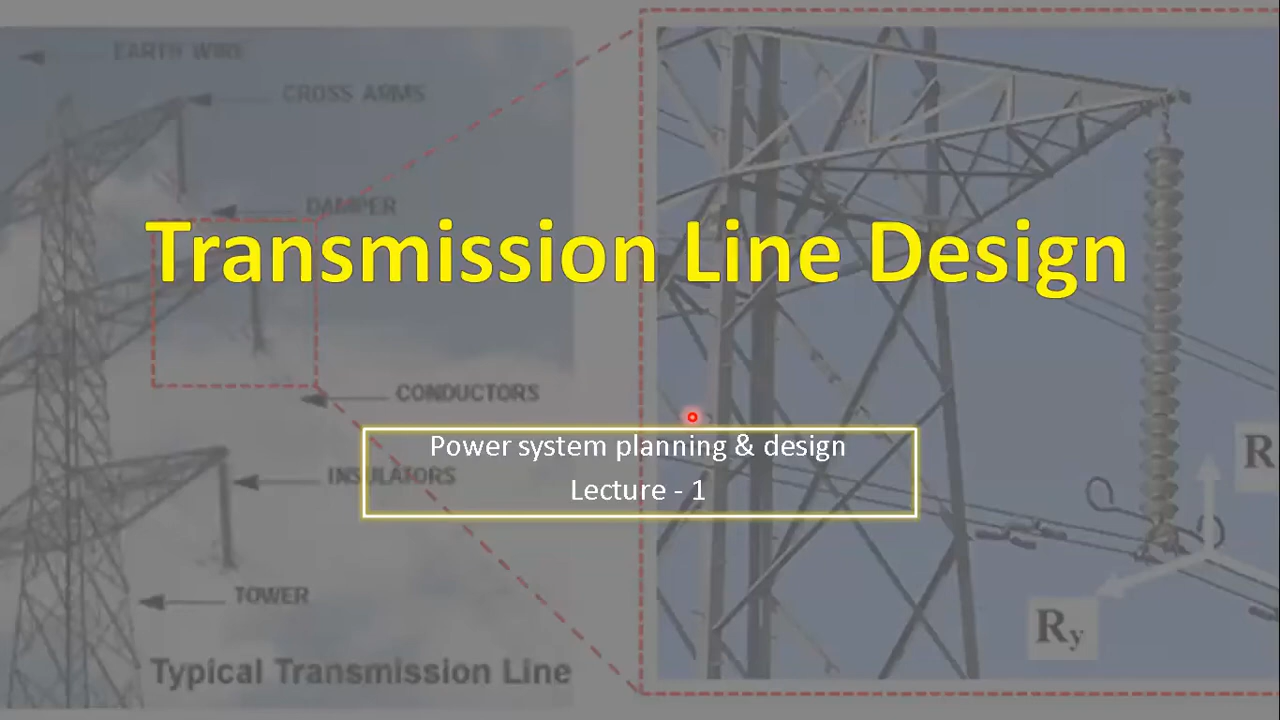 EARTH WIRE
CROSS ARMS
DAMPER
Transmission Line Design
CONDUCTORS
Power system planning & design
INSULATORS
Lecture - 1
TOWER
Typical Transmission Line
R
Ry